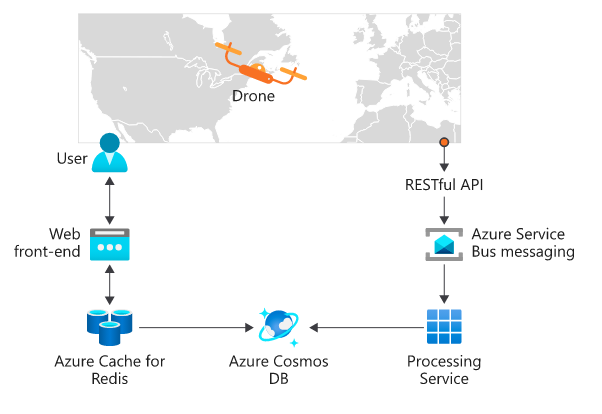 Drone
User
RESTful API
Web
front-end
Azure Service
Bus messaging
Azure Cache for
Redis
Azure Cosmos
DB
Processing
Service